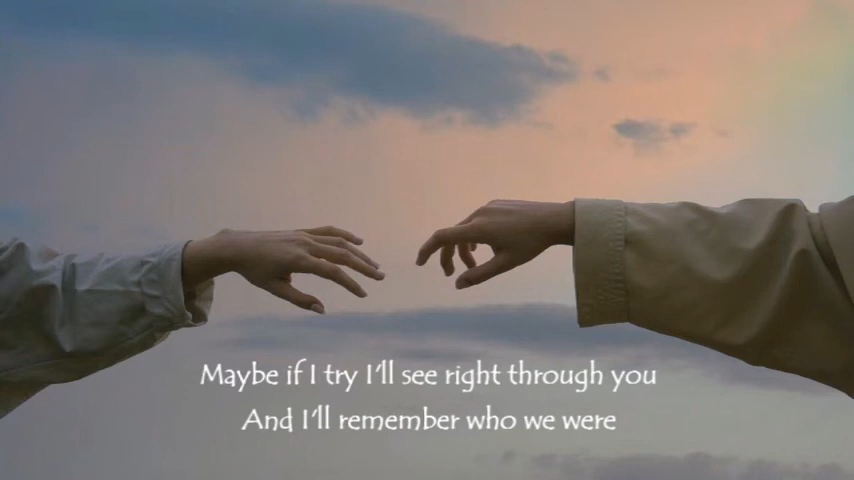 Maybe if I try I'll see right through you
And I'll remember who we were